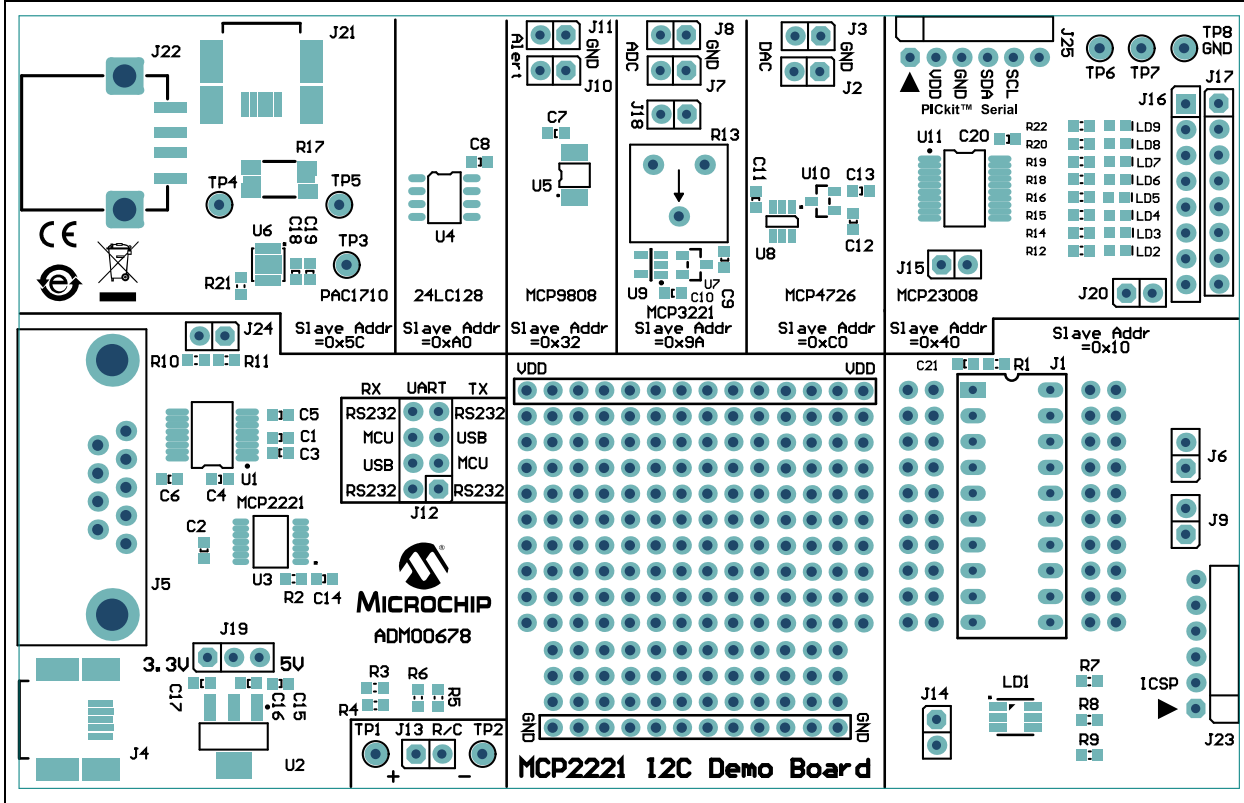 J22
J21
R17
TP4
TP5
U6
C18
C19
TP3
R21
PAC1710
Slave Addr
=0x5C
C8
U4
24LC128
Slave Addr
=0xA0
Alert
J11
GND
J10
C7
U5
MCP9808
Slave Addr
=0x32
ADC
J8
GND
J7
J18
R13
U9
U7
C10
C9
MCP3221
Slave Addr
=0x9A
DAC
J3
GND
J2
C11
U10
C13
U8
C12
MCP4726
Slave Addr
=0xC0
J25
VDD
GND
SDA
SCL
PICkit™ Serial
TP6
TP7
TP8
GND
J16
J17
U11
C20
R22
LD9
R20
LD8
R19
LD7
R18
LD6
R16
LD5
R15
LD4
R14
LD3
R12
LD2
J15
J20
MCP23008
Slave Addr
=0x40
Slave Addr
=0x10
J24
R10
R11
C5
C1
C3
C6
C4
U1
MCP2221
C2
U3
R2
C14
J5
RX UART TX
RS232 RS232
MCU USB
USB MCU
RS232 RS232
J12
®
MICROCHIP
ADM00678
J19
3.3V
5V
C17
C16
C15
J4
U2
R3
R4
R6
R5
TP1
J13
R/C
TP2
+
-
VDD
VDD
GND
GND
MCP2221 I2C Demo Board
C21
R1
J1
J6
J9
ICSP
J23
J14
LD1
R7
R8
R9